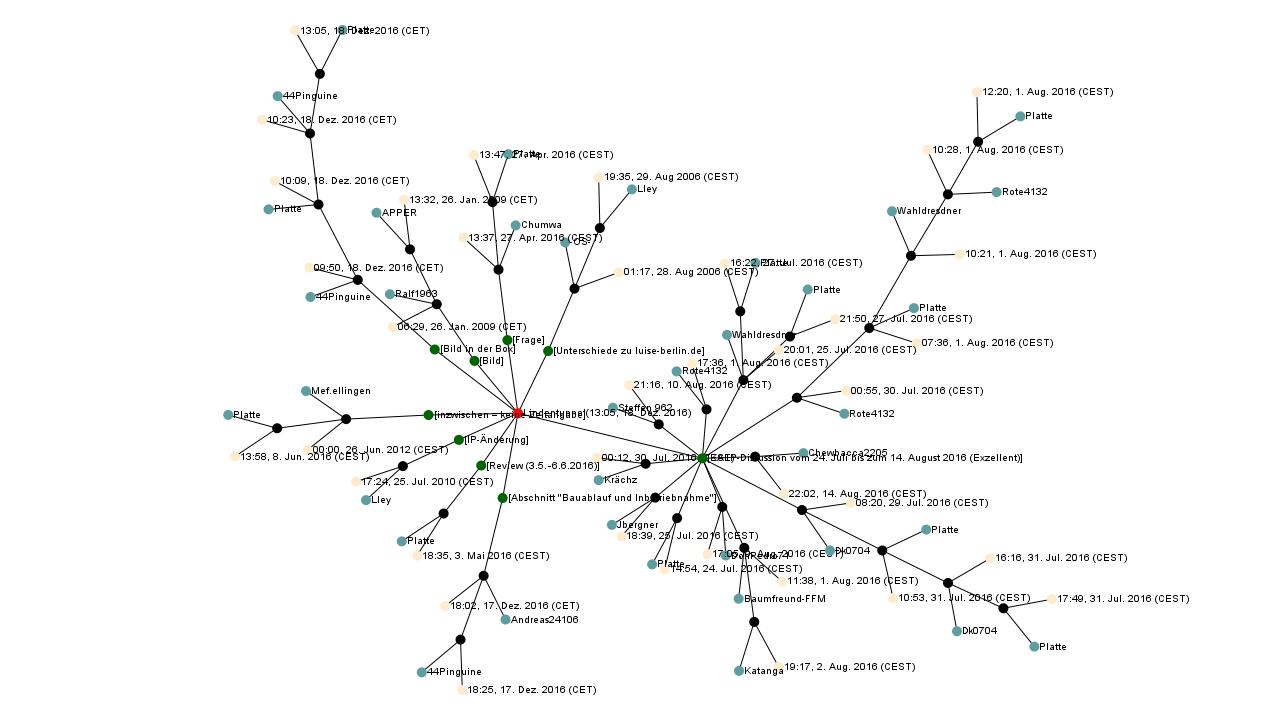 13:05, 18. Dez. 2016 (CET)
Platte
12:20, 1. Aug. 2016 (CEST)
44Pinguine
Platte
10:23, 18. Dez. 2016 (CET)
10:28, 1. Aug. 2016 (CEST)
13:47, 27. Apr. 2016 (CEST)
Platte
19:35, 29. Aug 2006 (CEST)
10:09, 18. Dez. 2016 (CET)
Lley
Rote4132
13:32, 26. Jan. 2009 (CET)
Platte
APPER
Wahldresdner
Chumwa
13:37, 27. Apr. 2016 (CEST)
10:21, 1. Aug. 2016 (CEST)
16:22, 27. Jul. 2016 (CEST)
Platte
09:50, 18. Dez. 2016 (CET)
01:17, 28. Aug 2006 (CEST)
Platte
Ralf1963
44Pinguine
Platte
21:50, 27. Jul. 2016 (CEST)
06:29, 26. Jan. 2009 (CET)
Wahldresdner
[Frage]
07:36, 1. Aug. 2016 (CEST)
[Bild in der Box]
[Unterschiede zu luise-berlin.de]
20:01, 25. Jul. 2016 (CEST)
[Bild]
17:36, 1. Aug. 2016 (CEST)
Rote4132
21:16, 10. Aug. 2016 (CEST)
Mef.ellingen
00:55, 30. Jul. 2016 (CEST)
Steffen 962
Platte
Lindentunnel (13:05, 18. Dez. 2016)
Rote4132
[IP-Änderung]
00:00, 26. Jun. 2012 (CEST)
Chewbacca2205
13:58, 8. Jun. 2016 (CEST)
00:12, 30. Jul. 2016 (CEST)
Diskussion vom 24. Juli bis zum 14. August 2016 (Exzellent)]
[Review (3.5.-6.6.2016)]
17:24, 25. Jul. 2010 (CEST)
Krächz
22:02, 14. Aug. 2016 (CEST)
Lley
[Abschnitt "Bauablauf und Inbetriebnahme"]
08:20, 29. Jul. 2016 (CEST)
Jbergner
Platte
18:39, 25. Jul. 2016 (CEST)
Platte
Dk0704
18:35, 3. Mai 2016 (CEST)
16:16, 31. Jul. 2016 (CEST)
Platte
14:54, 24. Jul. 2016 (CEST)
11:38, 1. Aug. 2016 (CEST)
Baumfreund-FFM
10:53, 31. Jul. 2016 (CEST)
17:49, 31. Jul. 2016 (CEST)
18:02, 17. Dez. 2016 (CET)
Andreas24106
Dk0704
Platte
19:17, 2. Aug. 2016 (CEST)
44Pinguine
Katanga
18:25, 17. Dez. 2016 (CET)